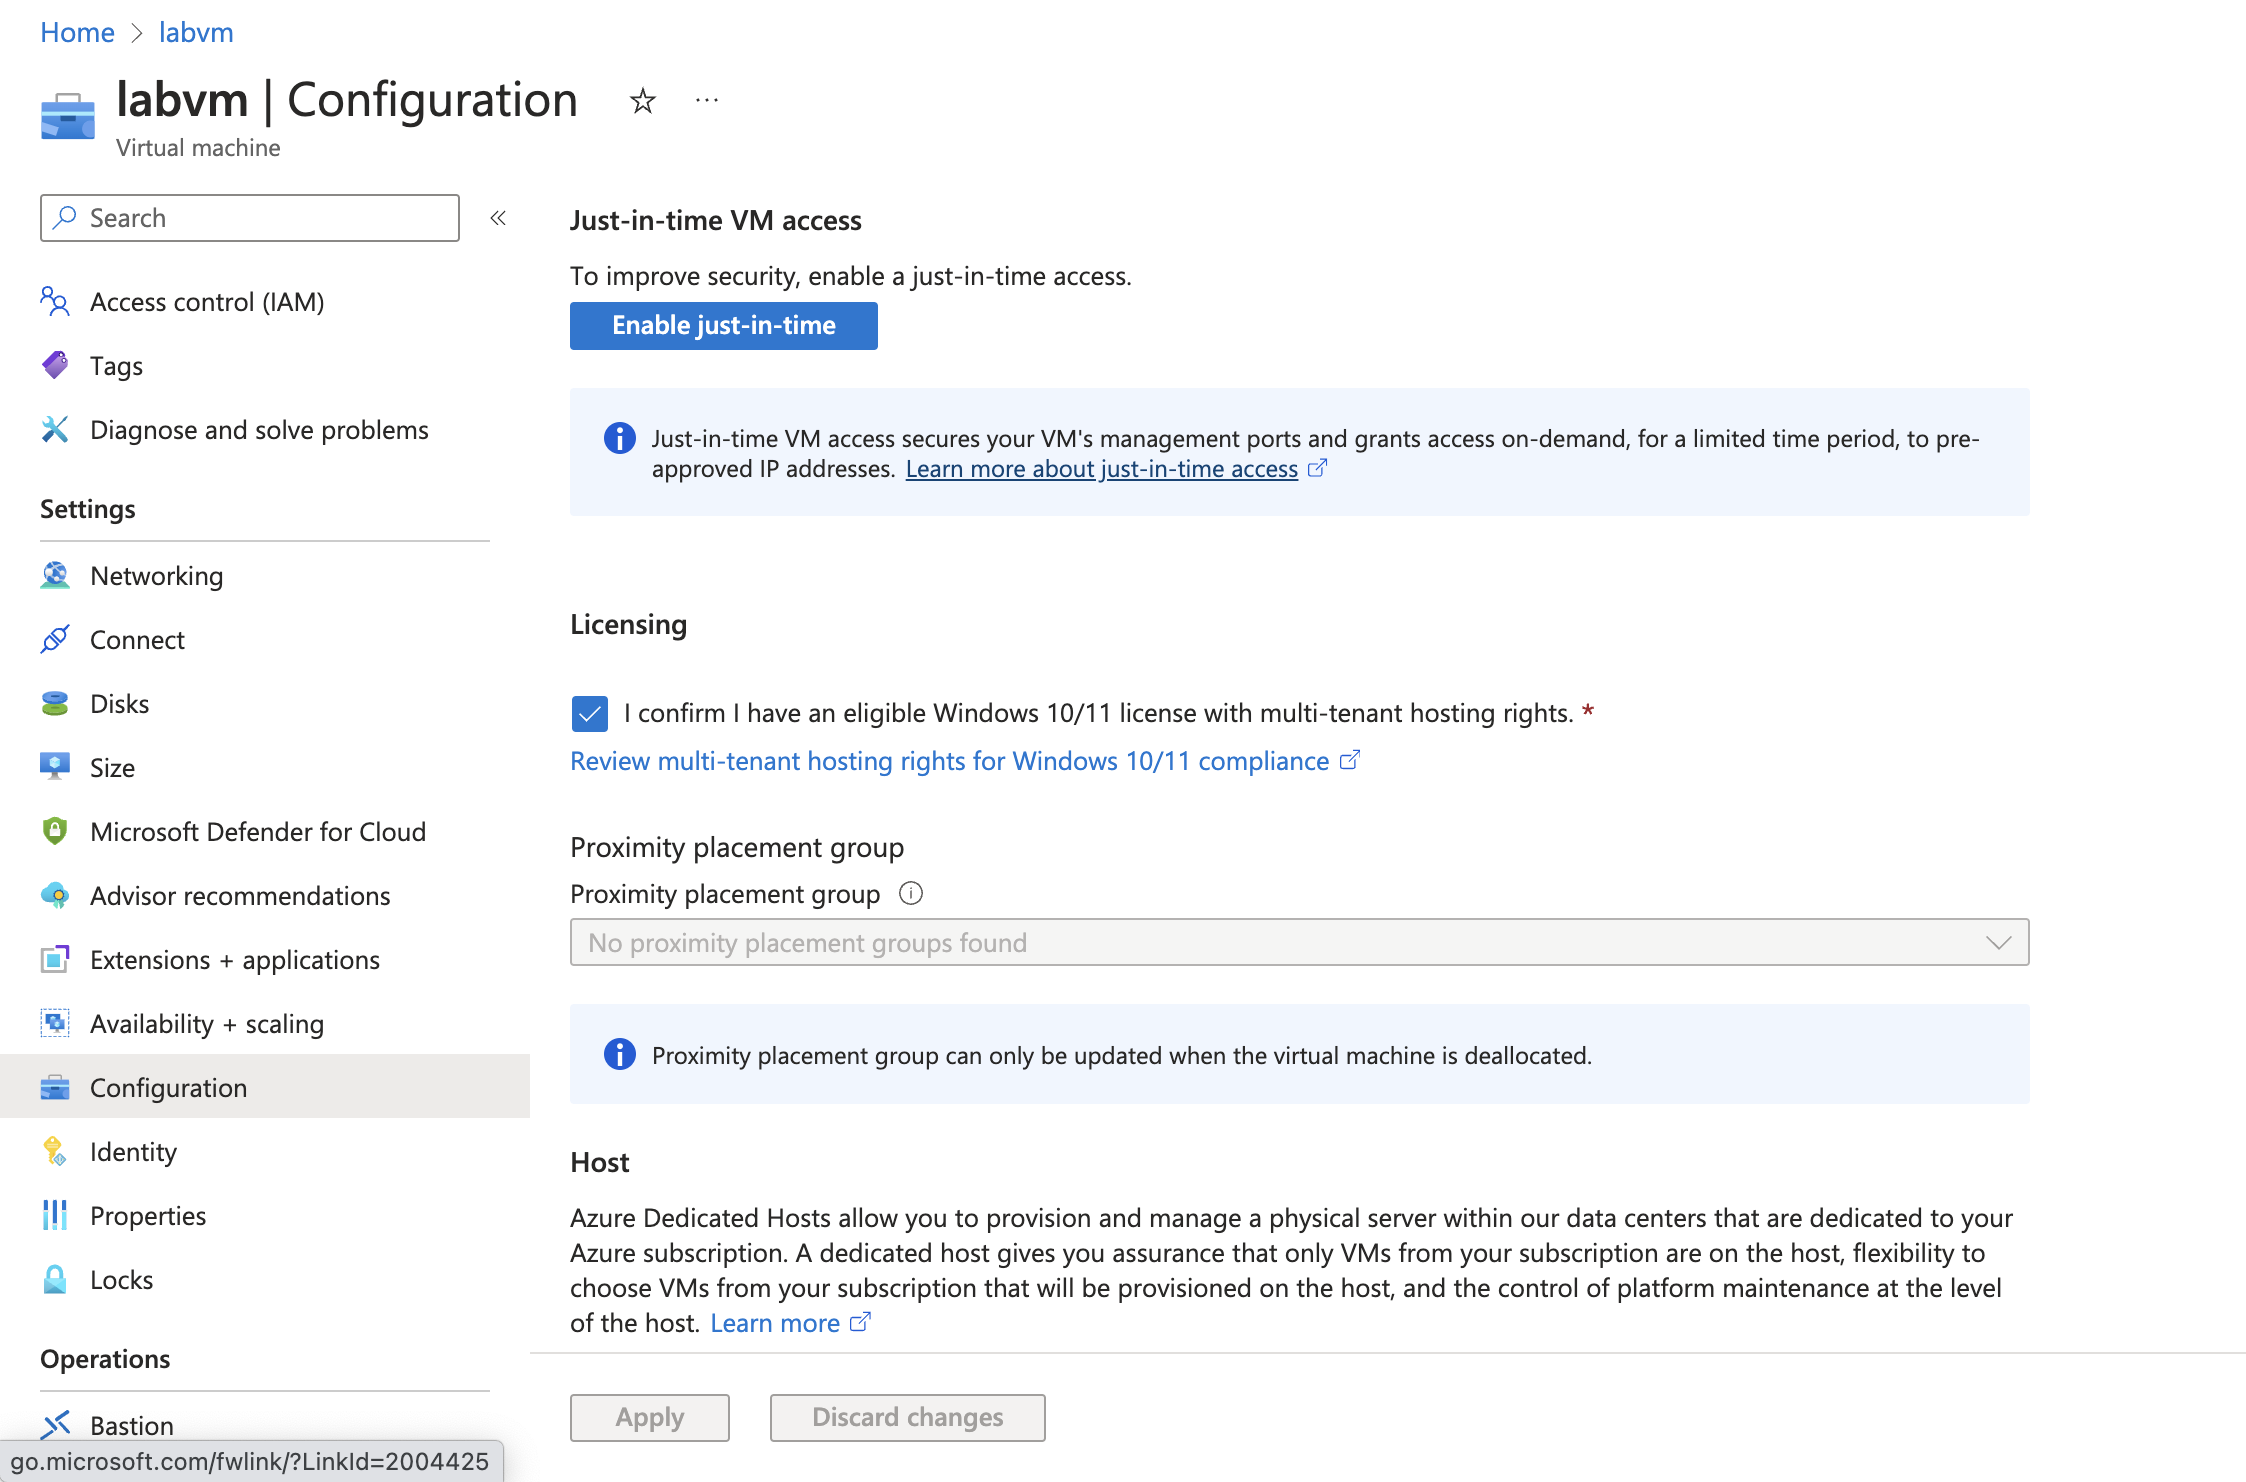 Home > labvm
labvm | Configuration
...
Virtual machine
Search
«
Access control (IAM)
Tags
Diagnose and solve problems
Settings
Networking
Connect
Disks
Size
Microsoft Defender for Cloud
Advisor recommendations
Extensions + applications
Availability + scaling
Configuration
Identity
Properties
Locks
Operations
Bastion
go.microsoft.com/fwlink/?LinkId=2004425
Just-in-time VM access
To improve security, enable a just-in-time access.
Enable just-in-time
Just-in-time VM access secures your VM's management ports and grants access on-demand, for a limited time period, to pre-
approved IP addresses. Learn more about just-in-time access
Licensing
I confirm I have an eligible Windows 10/11 license with multi-tenant hosting rights. *
Review multi-tenant hosting rights for Windows 10/11 compliance
Proximity placement group
Proximity placement group
No proximity placement groups found
Proximity placement group can only be updated when the virtual machine is deallocated.
Host
Azure Dedicated Hosts allow you to provision and manage a physical server within our data centers that are dedicated to your
Azure subscription. A dedicated host gives you assurance that only VMs from your subscription are on the host, flexibility to
choose VMs from your subscription that will be provisioned on the host, and the control of platform maintenance at the level
of the host. Learn more
Apply
Discard changes